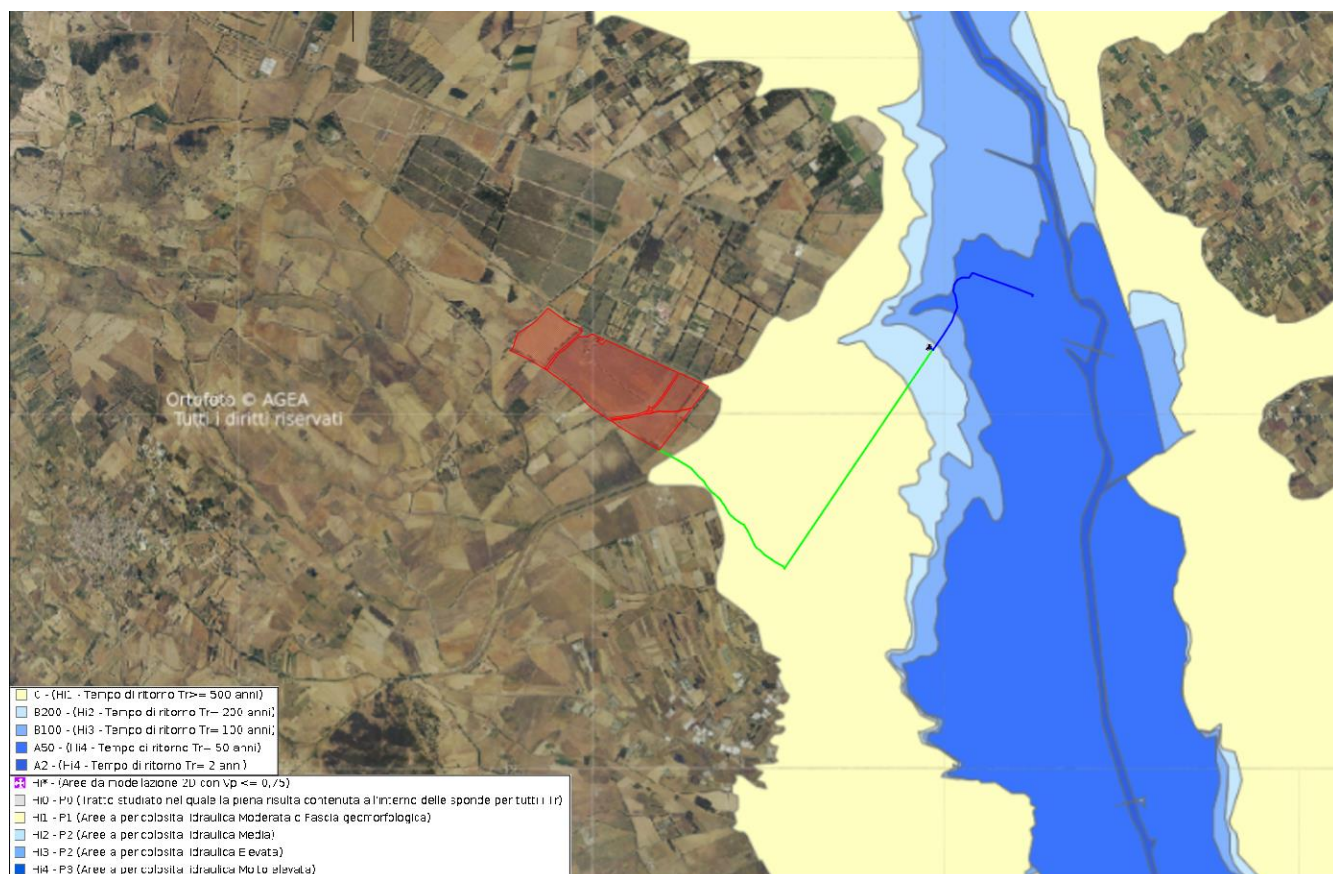 Ortofoto © AGEA
Tutti i diritti riservati
C - (Hi1 - Tempo di ritorno Tr>= 500 anni)
B200 - (Hi2 - Tempo di ritorno Tr= 200 anni)
B100 - (Hi3 - Tempo di ritorno Tr= 100 anni)
A50 - (Hi4 - Tempo di ritorno Tr= 50 anni)
A2 - (Hi4 - Tempo di ritorno Tr= 2 anni)
Hi* - (Aree da modellazione 2D con Vp <= 0,75)
Hi0 - P0 (Tratto studiato nel quale la piena risulta contenuta all'interno delle sponde per tutti i Tr)
Hi1 - P1 (Aree a pericolosità idraulica Moderata o Fascia geomorfologica)
Hi2 - P2 (Aree a pericolosità idraulica Media)
Hi3 - P2 (Aree a pericolosità idraulica Elevata)
Hi4 - P3 (Aree a pericolosità idraulica Molto elevata)